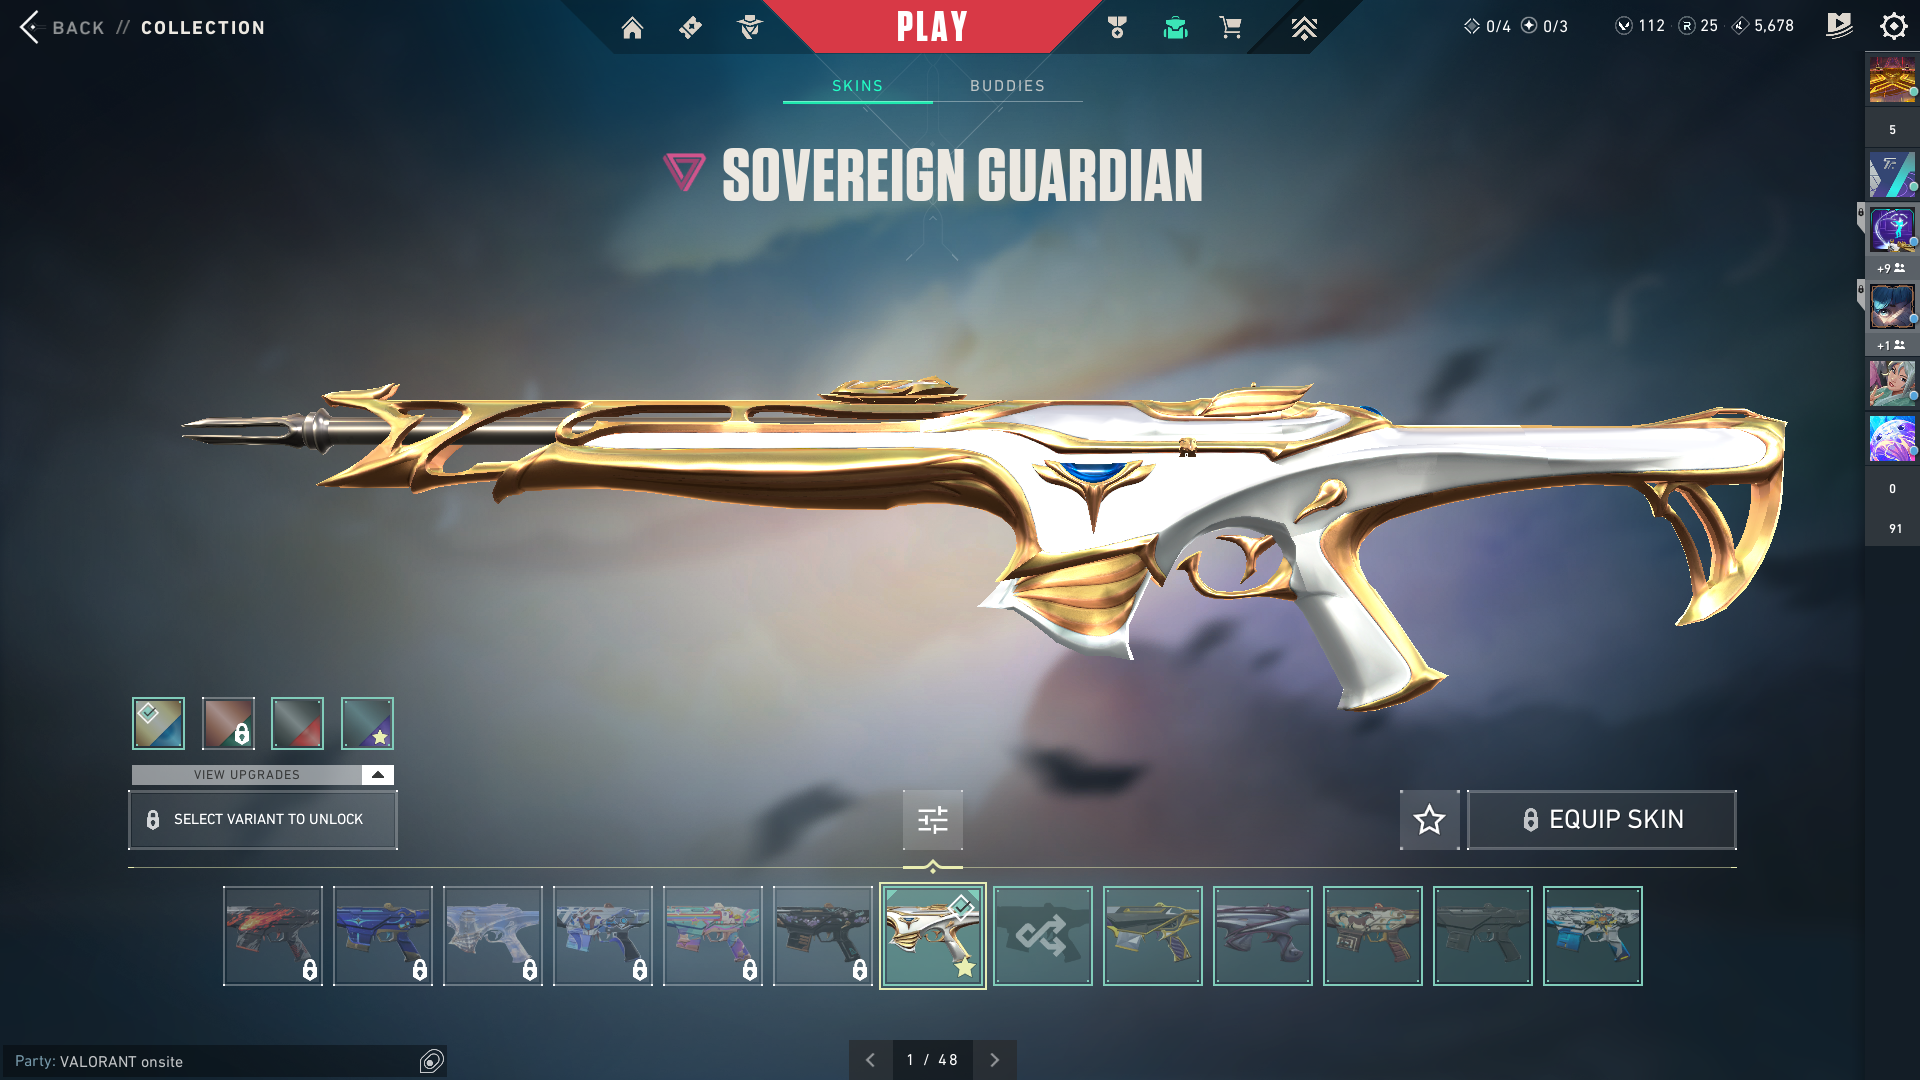 BACK // COLLECTION
PLAY
0/4 0/3 112 25 5,678
SKINS BUDDIES
SOVEREIGN GUARDIAN
5
+9
+1
0
91
VIEW UPGRADES
SELECT VARIANT TO UNLOCK
EQUIP SKIN
Party: VALORANT onsite
1 / 48